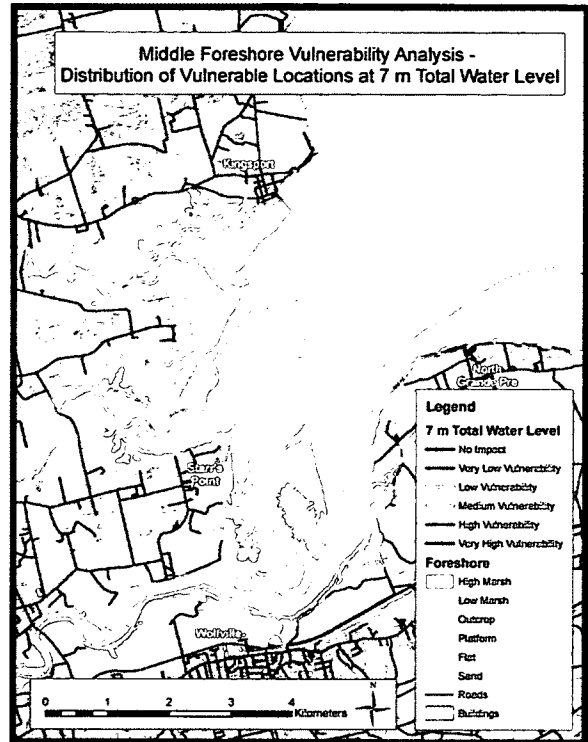 Middle Foreshore Vulnerability Analysis -
Distribution of Vulnerable Locations at 7 m Total Water Level
Kingsport
North
Grande Pre
Starr's
Point
Wolfville
Legend
7 m Total Water Level
No Impact
Very Low Vulnerability
Low Vulnerability
Medium Vulnerability
High Vulnerability
Very High Vulnerability
Foreshore
High Marsh
Low Marsh
Outcrop
Platform
Flat
Sand
Roads
Buildings
N
0 1 2 3 4
Kilometers